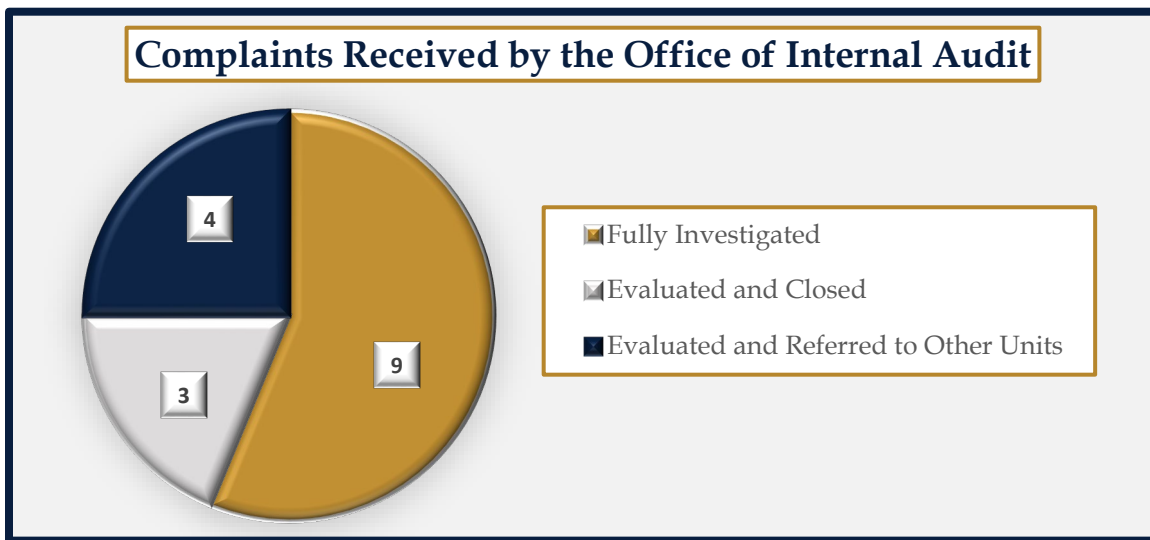 Complaints Received by the Office of Internal Audit
4
9
3
Fully Investigated
Evaluated and Closed
Evaluated and Referred to Other Units